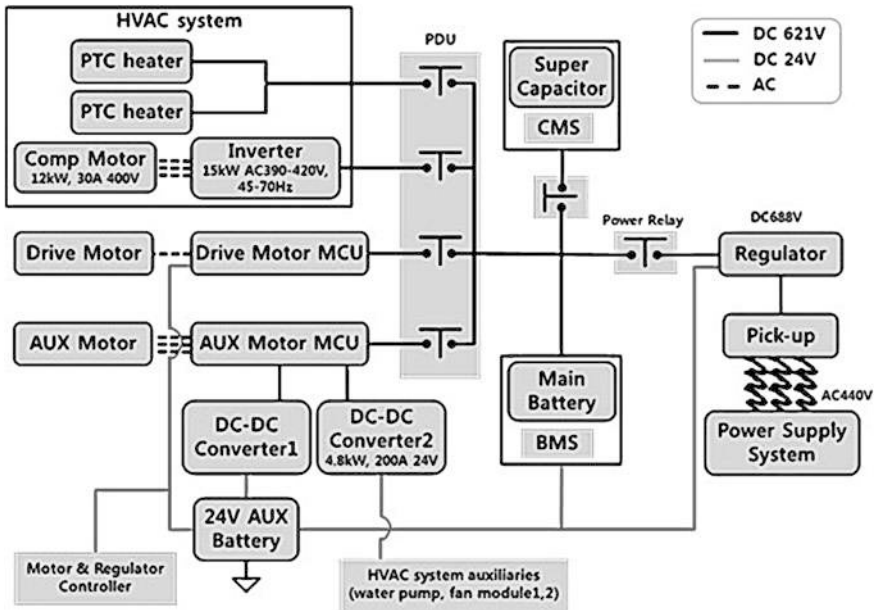 HVAC system
PTC heater
PTC heater
Comp Motor
12kW, 30A 400V
Inverter
15kW AC390-420V,
45-70Hz
PDU
Super
Capacitor
CMS
DC 621V
DC 24V
AC
Power Relay
DC688V
Drive Motor
Drive Motor MCU
Regulator
AUX Motor
AUX Motor MCU
Pick-up
AC440V
Power Supply
System
Main
Battery
BMS
DC-DC
Converter1
DC-DC
Converter2
4.8kW, 200A 24V
24V AUX
Battery
Motor & Regulator
Controller
HVAC system auxiliaries
(water pump, fan module1,2)